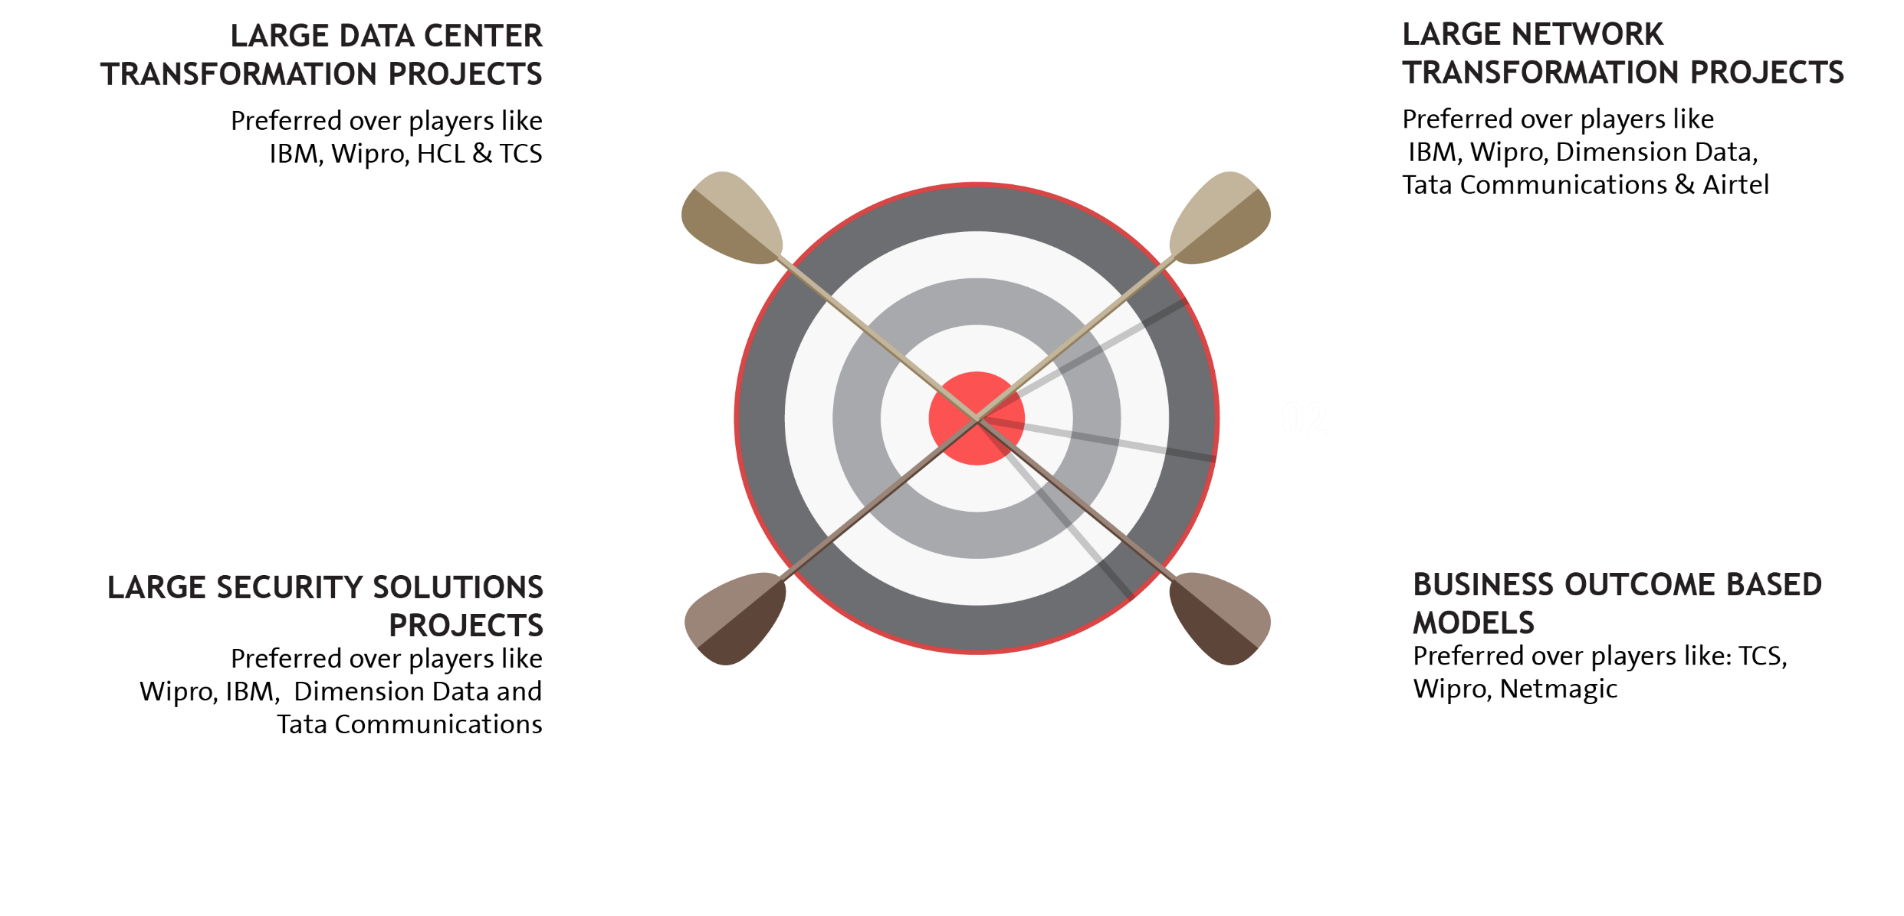 LARGE DATA CENTER
TRANSFORMATION PROJECTS
Preferred over players like
IBM, Wipro, HCL & TCS
LARGE NETWORK
TRANSFORMATION PROJECTS
Preferred over players like
IBM, Wipro, Dimension Data,
Tata Communications & Airtel
LARGE SECURITY SOLUTIONS
PROJECTS
Preferred over players like
Wipro, IBM,  Dimension Data and
Tata Communications
BUSINESS OUTCOME BASED
MODELS
Preferred over players like: TCS,
Wipro, Netmagic